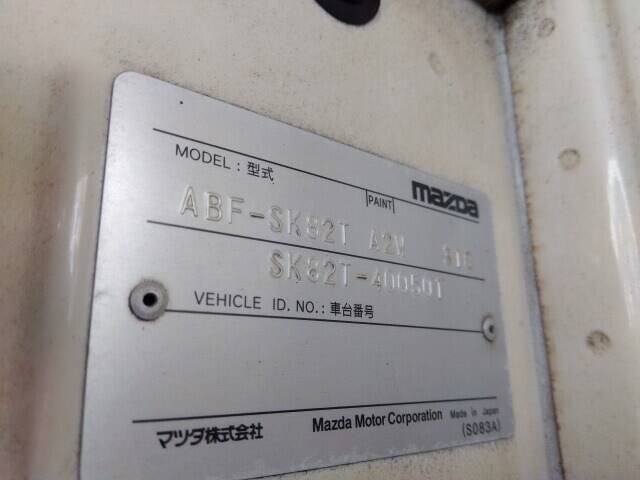 mazda
MODEL : 型式
PAINT
ABF-SK82T A2W
SK82T-400501
VEHICLE ID. NO. : 車台番号
マツダ株式会社 Mazda Motor Corporation Made in Japan
(S083A)